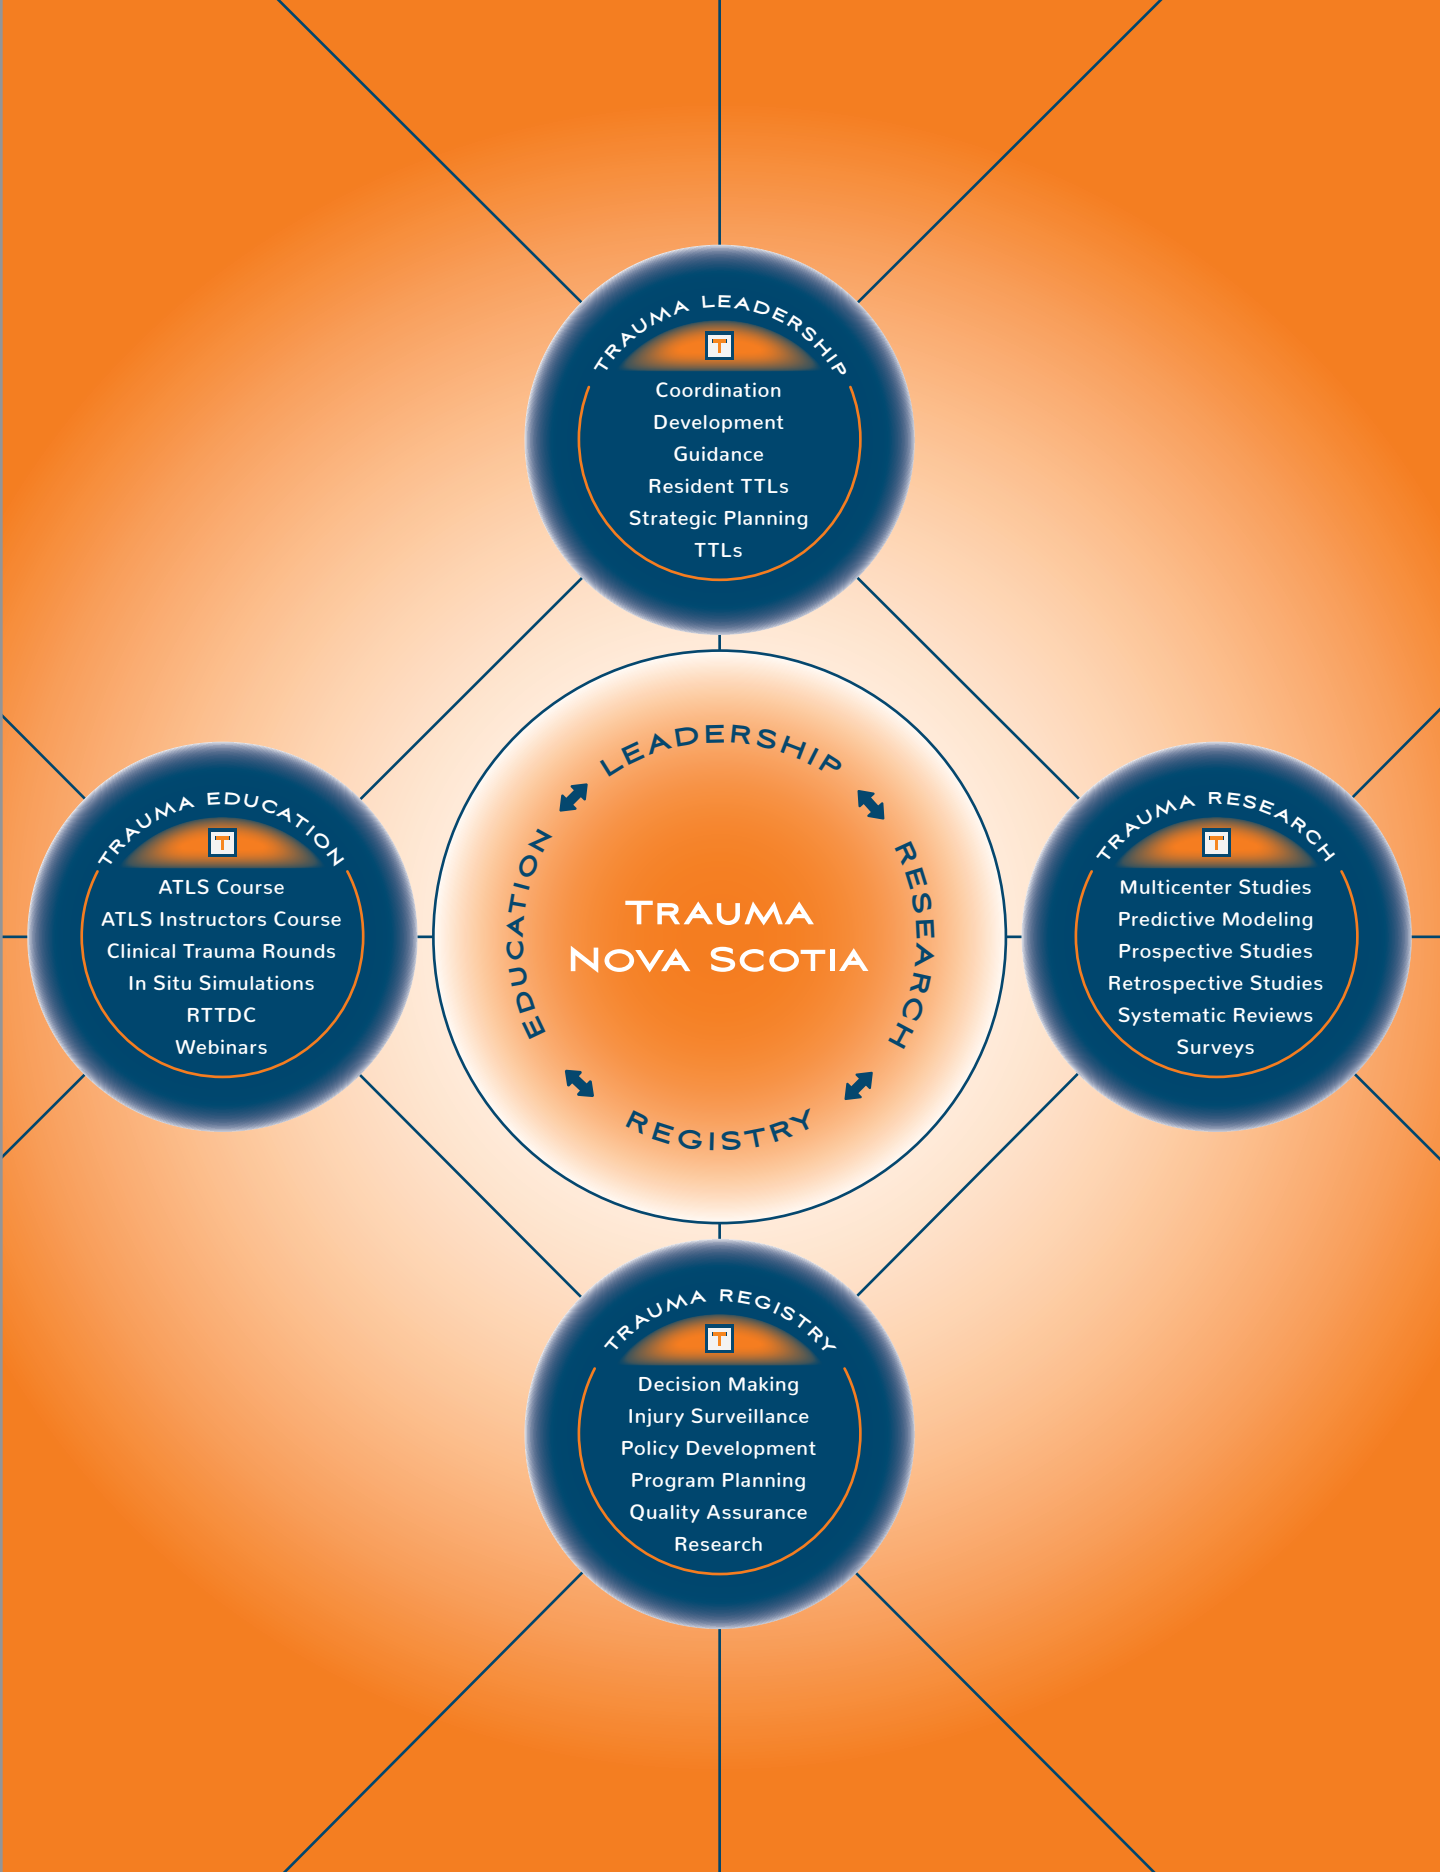 TRAUMA LEADERSHIP
T
Coordination
Development
Guidance
Resident TTLs
Strategic Planning
TTLs
TRAUMA EDUCATION
T
ATLS Course
ATLS Instructors Course
Clinical Trauma Rounds
In Situ Simulations
RTTDC
Webinars
LEADERSHIP
EDUCATION
RESEARCH
REGISTRY
TRAUMA
NOVA SCOTIA
TRAUMA RESEARCH
T
Multicenter Studies
Predictive Modeling
Prospective Studies
Retrospective Studies
Systematic Reviews
Surveys
TRAUMA REGISTRY
T
Decision Making
Injury Surveillance
Policy Development
Program Planning
Quality Assurance
Research